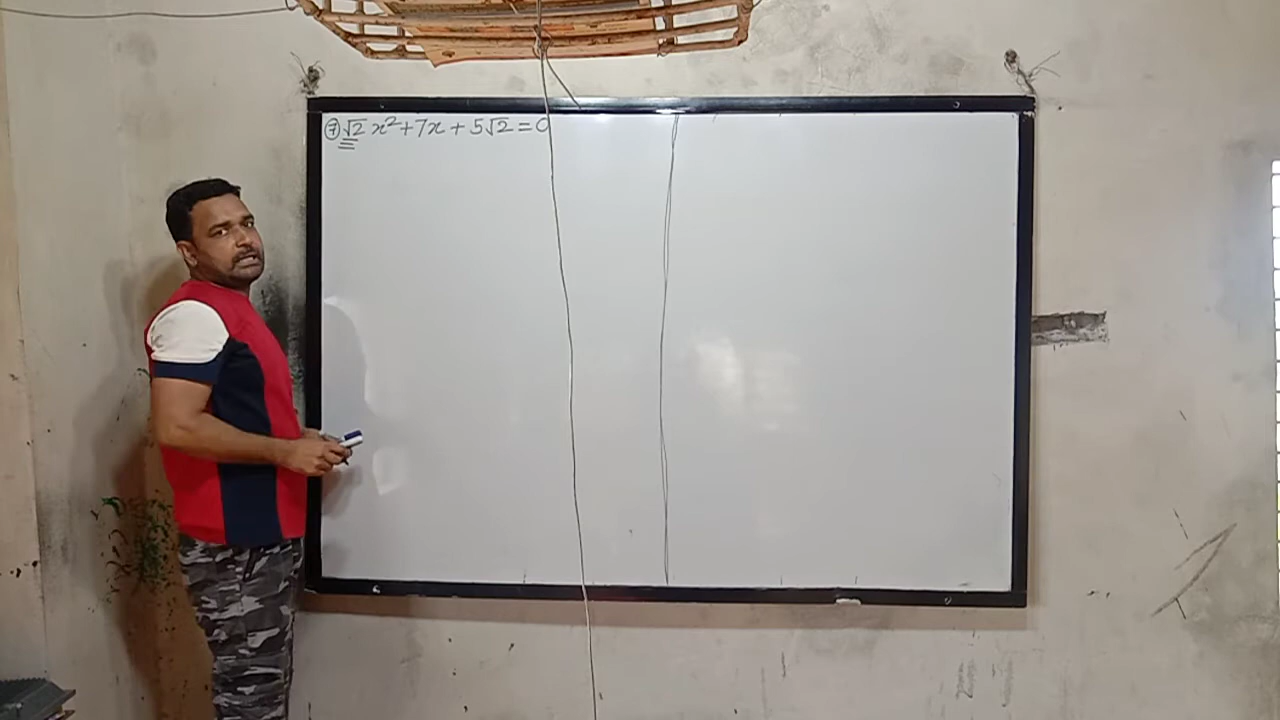 ⑦ √2 x² + 7x + 5√2 = 0